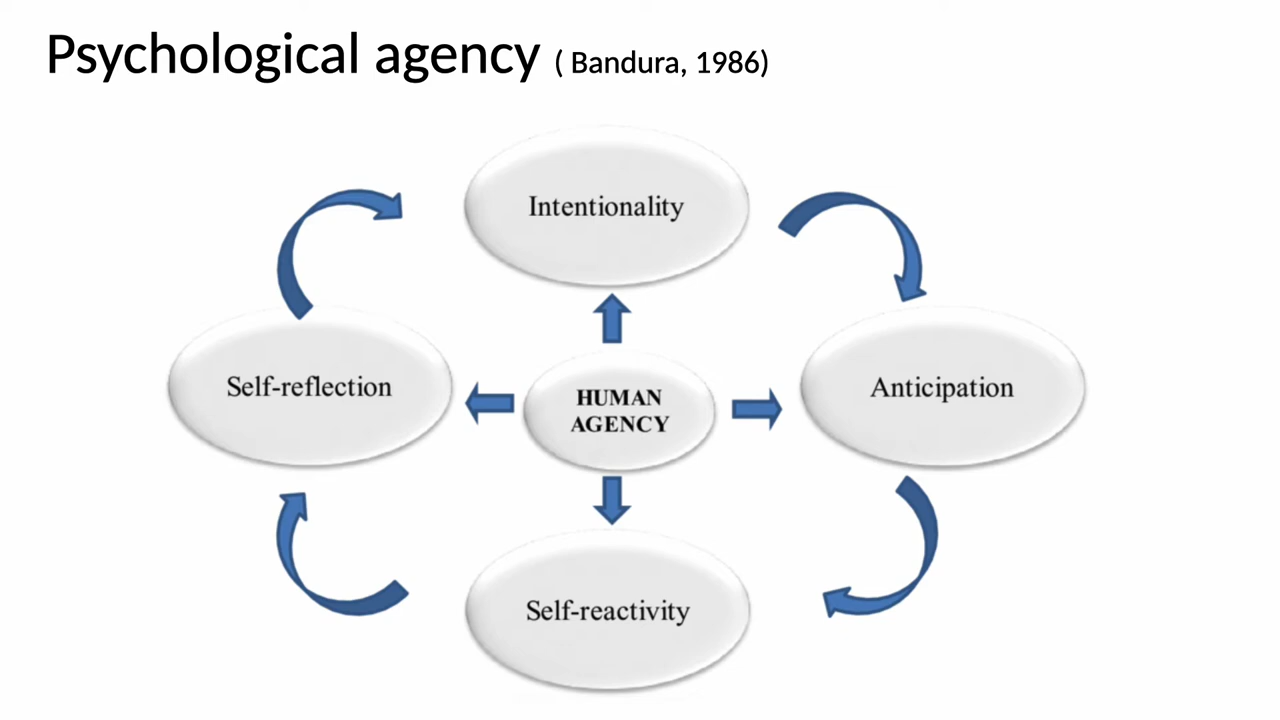 Psychological agency ( Bandura, 1986)
Intentionality
Self-reflection
HUMAN
AGENCY
Anticipation
Self-reactivity